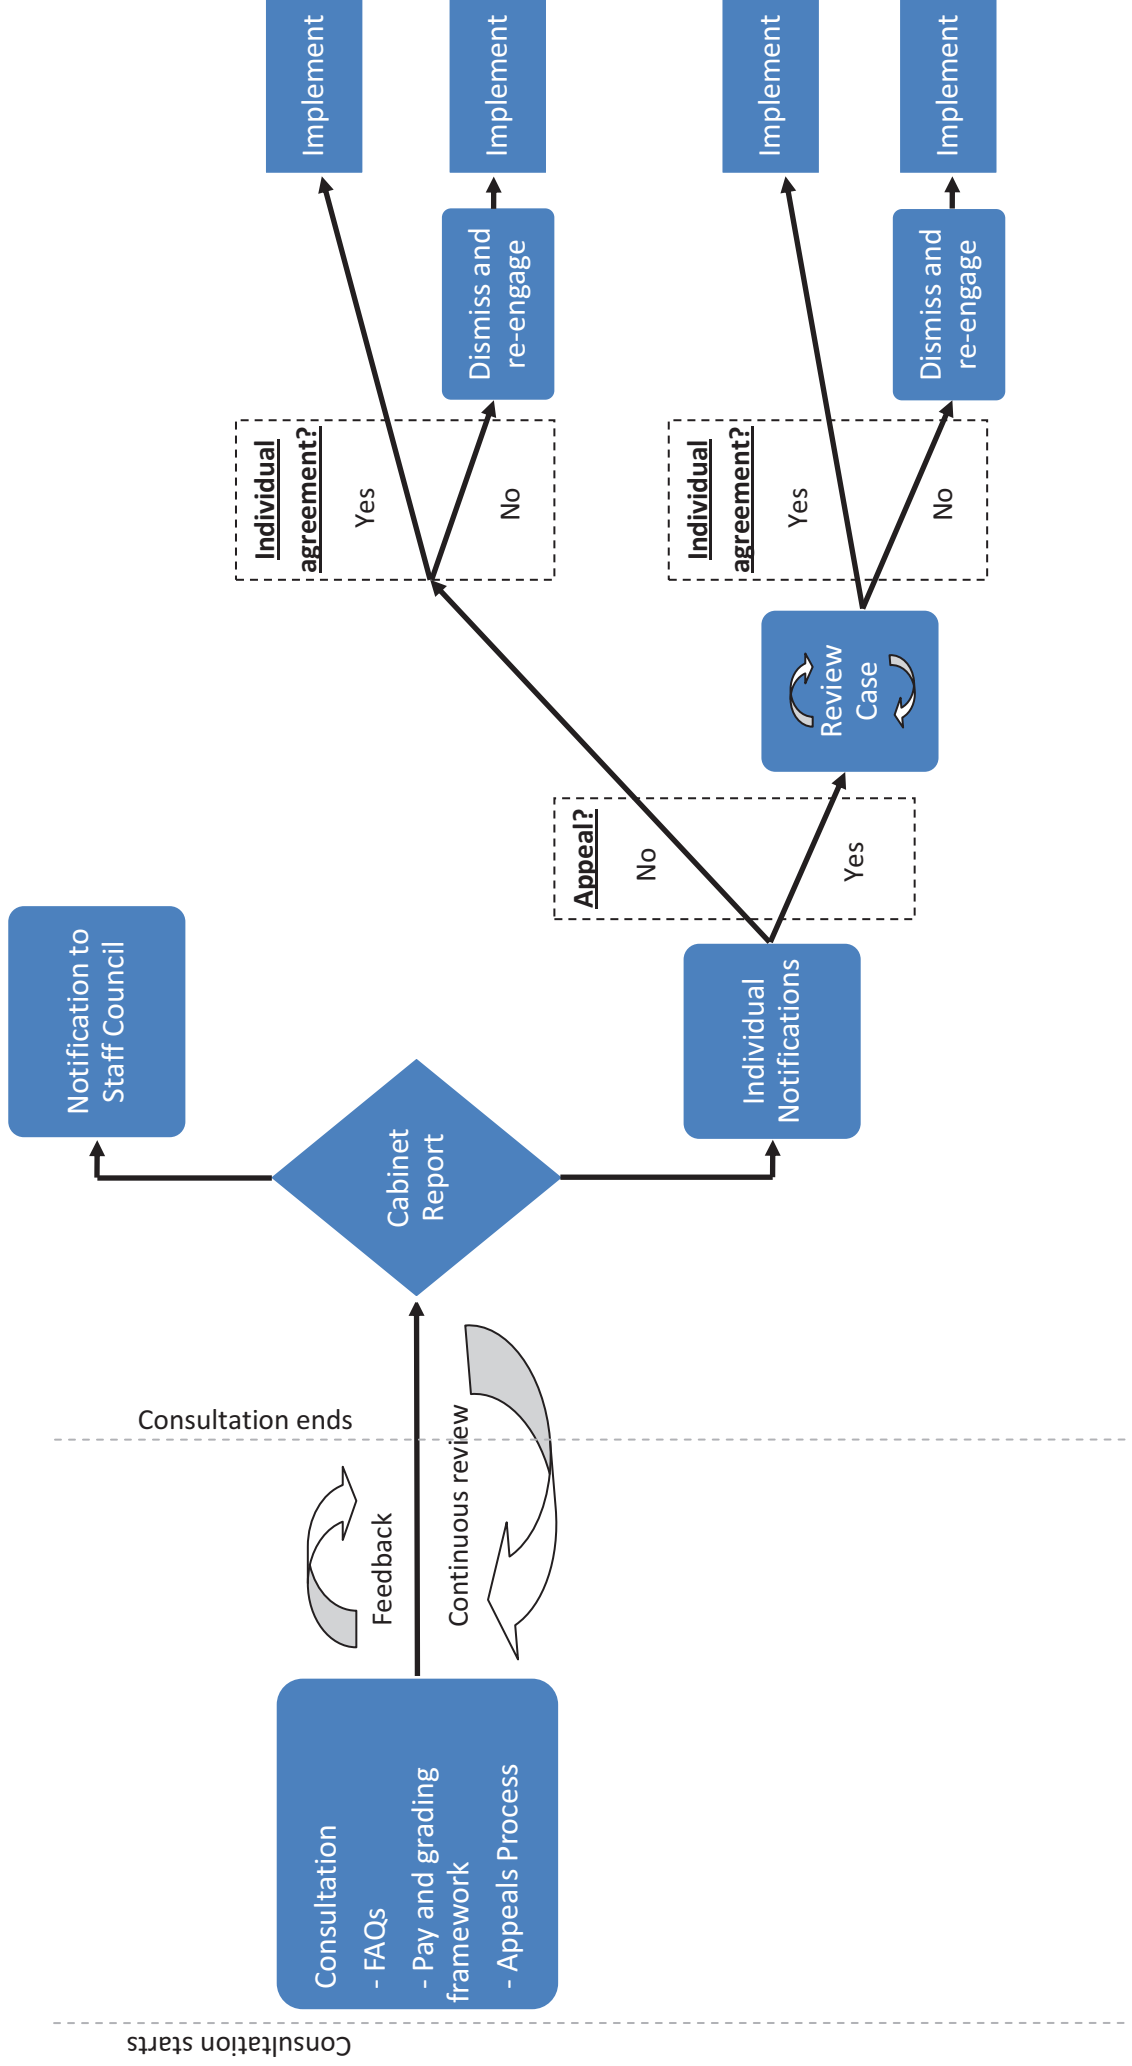 Consultation starts
Consultation
- FAQs
- Pay and grading
framework
- Appeals Process
Feedback
Continuous review
Consultation ends
Cabinet
Report
Notification to
Staff Council
Individual
Notifications
Appeal?
No
Yes
Review
Case
Individual
agreement?
Yes
No
Dismiss and
re-engage
Implement
Implement
Individual
agreement?
Yes
No
Dismiss and
re-engage
Implement
Implement